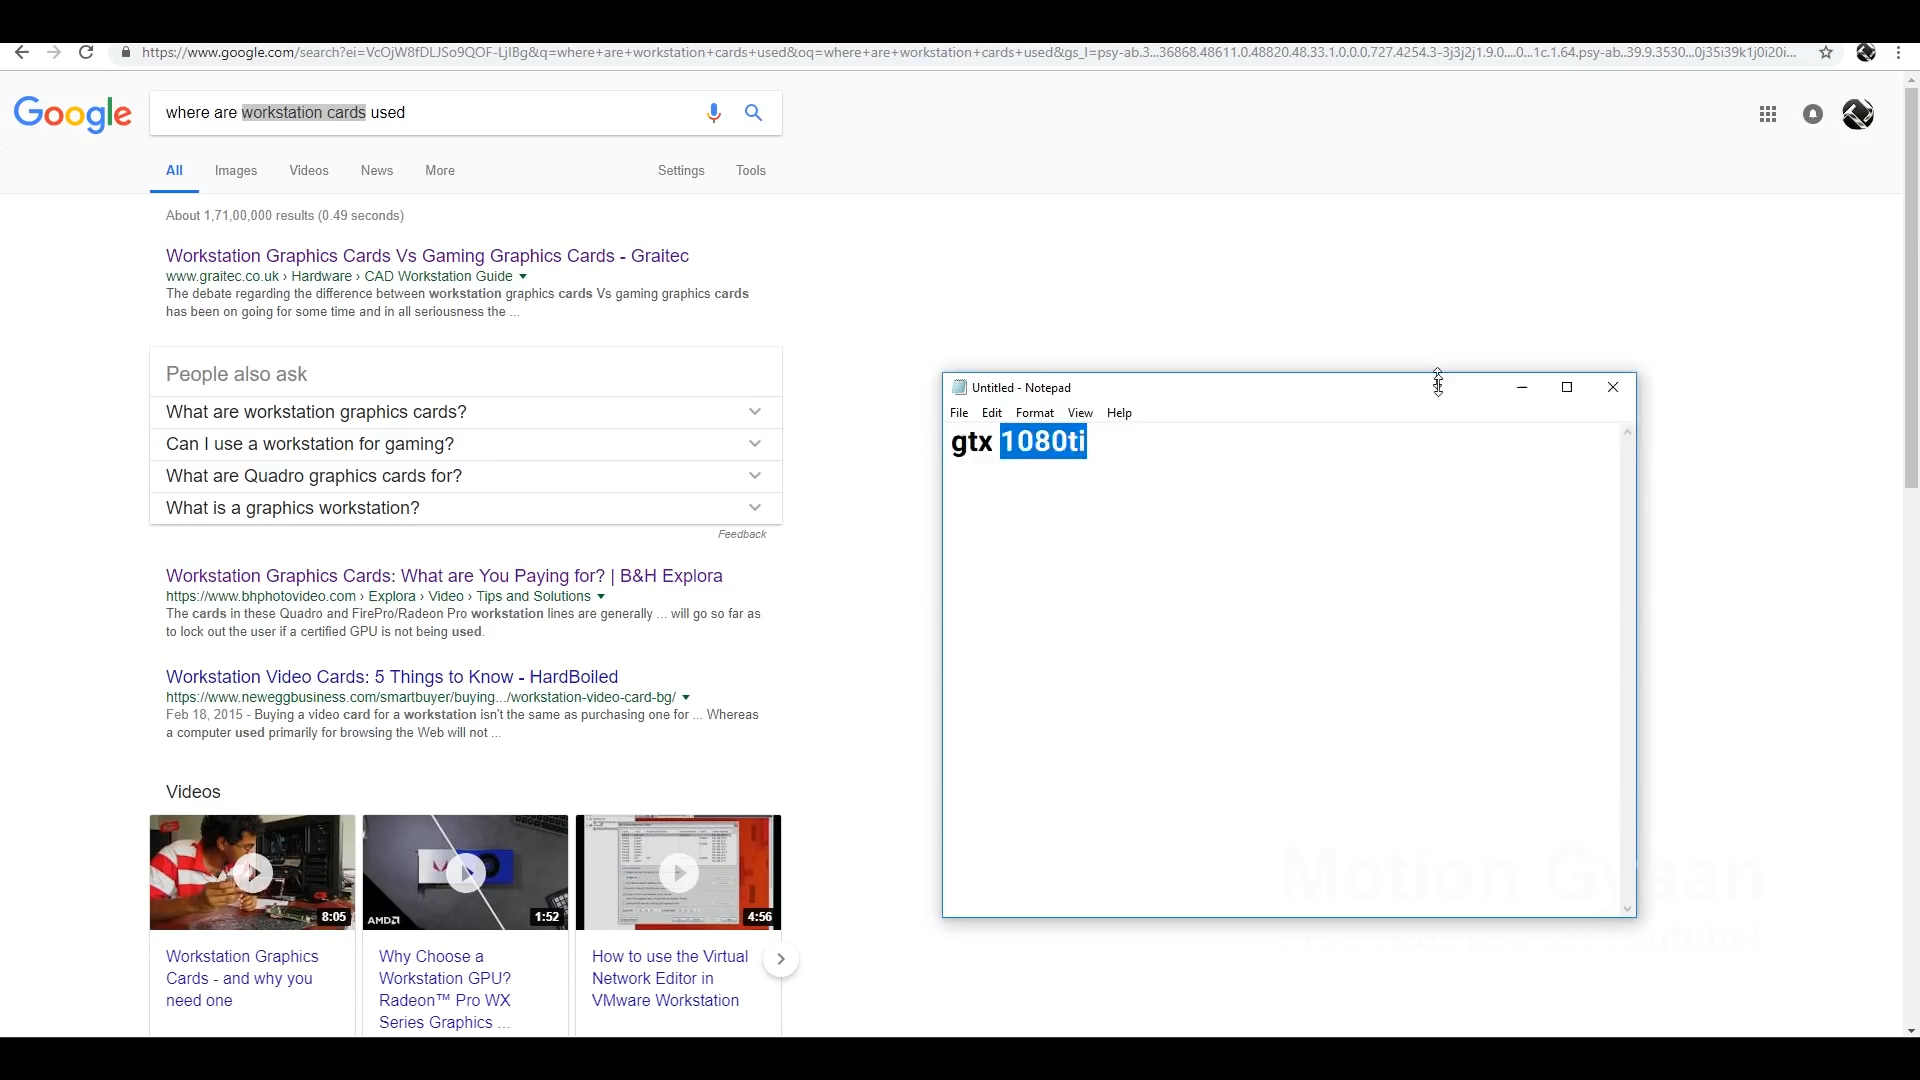 https://www.google.com/search?ei=VcOjW8fDLJSo9QOF-LjIBg&q=where+are+workstation+cards+used&oq=where+are+workstation+cards+used&gs_l=psy-ab.3...36868.48611.0.48820.48.33.1.0.0.0.727.4254.3-3j3j2j1.9.0....0...1c.1.64.psy-ab..39.9.3530...0j35i39k1j0i20i...
Google
where are workstation cards used
All Images Videos News More Settings Tools
About 1,71,00,000 results (0.49 seconds)
Workstation Graphics Cards Vs Gaming Graphics Cards - Graitec
www.graitec.co.uk › Hardware › CAD Workstation Guide
The debate regarding the difference between workstation graphics cards Vs gaming graphics cards
has been on going for some time and in all seriousness the ...
People also ask
What are workstation graphics cards?
Can I use a workstation for gaming?
What are Quadro graphics cards for?
What is a graphics workstation?
Feedback
Workstation Graphics Cards: What are You Paying for? | B&H Explora
https://www.bhphotovideo.com › Explora › Video › Tips and Solutions
The cards in these Quadro and FirePro/Radeon Pro workstation lines are generally ... will go so far as
to lock out the user if a certified GPU is not being used.
Workstation Video Cards: 5 Things to Know - HardBoiled
https://www.neweggbusiness.com/smartbuyer/buying.../workstation-video-card-bg/
Feb 18, 2015 - Buying a video card for a workstation isn't the same as purchasing one for ... Whereas
a computer used primarily for browsing the Web will not ...
Videos
8:05
AMD
1:52
4:56
Workstation Graphics
Cards - and why you
need one
Why Choose a
Workstation GPU?
Radeon™ Pro WX
Series Graphics ...
How to use the Virtual
Network Editor in
VMware Workstation
Untitled - Notepad
File Edit Format View Help
gtx 1080ti
Motion Gyaan